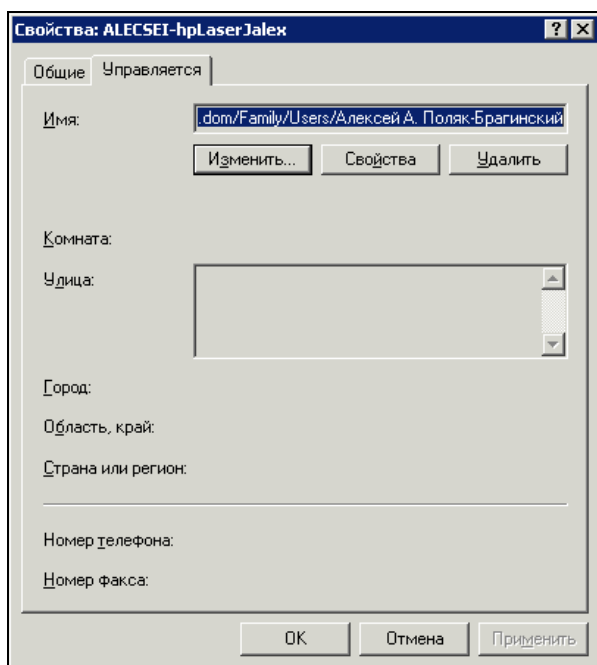 Свойства: ALECSEI-hpLaserJalex
Общие Управляется
Имя: .dom/Family/Users/Алексей А. Поляк-Брагинский
Изменить... Свойства Удалить
Комната:
Улица:
Город:
Область, край:
Страна или регион:
Номер телефона:
Номер факса:
OK Отмена Применить